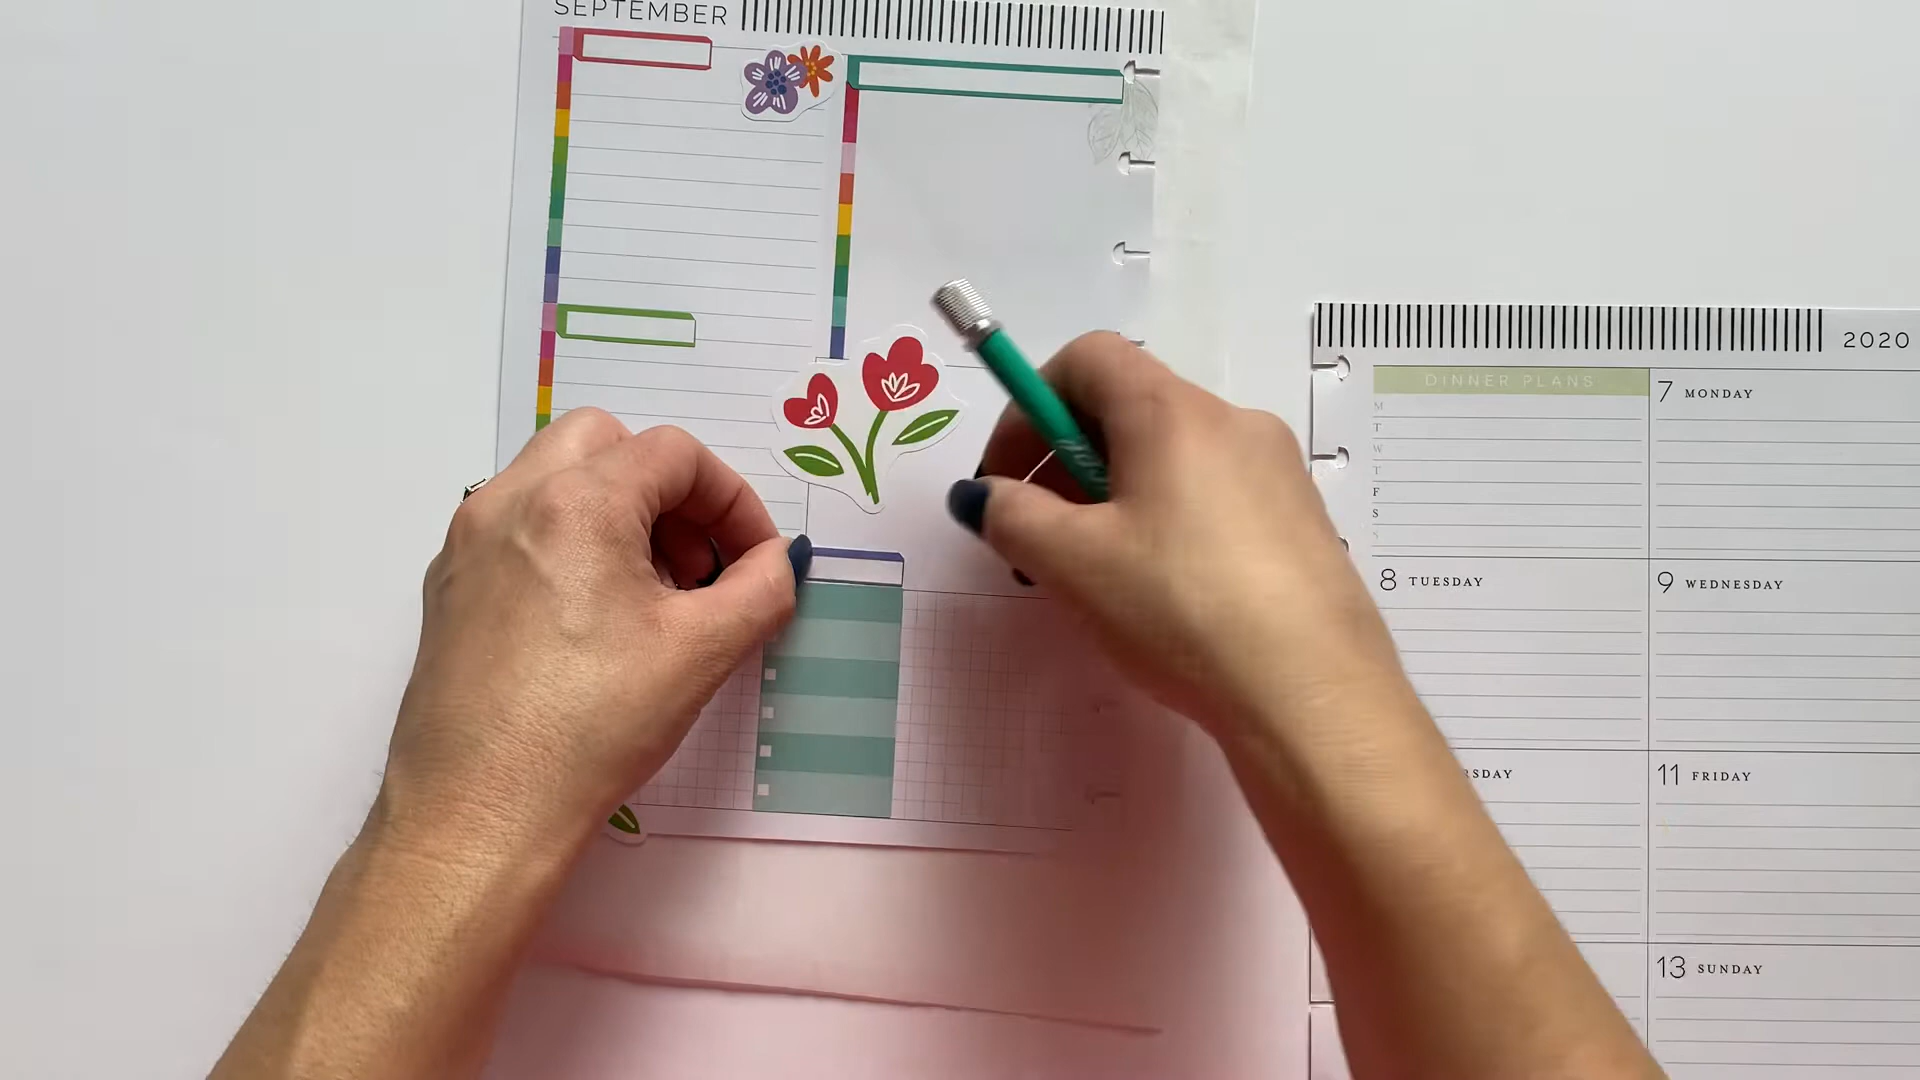 SEPTEMBER
2020
DINNER PLANS
M
T
W
T
F
S
S
7 MONDAY
8 TUESDAY
9 WEDNESDAY
11 FRIDAY
13 SUNDAY